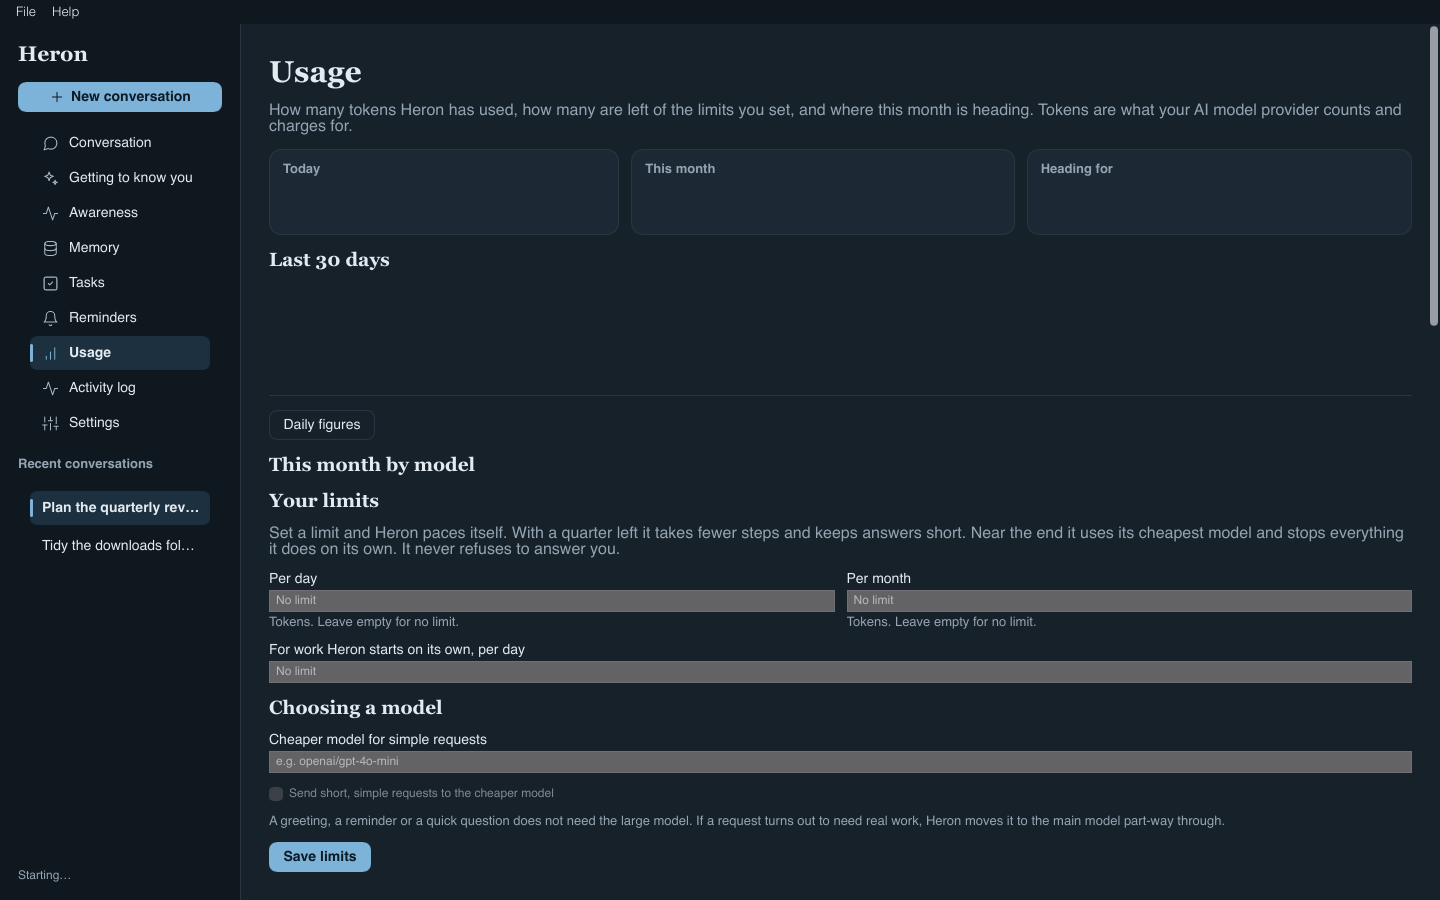 File Help
Heron
New conversation
Conversation
Getting to know you
Awareness
Memory
Tasks
Reminders
Usage
Activity log
Settings
Recent conversations
Plan the quarterly rev…
Tidy the downloads fol…
Starting…
Usage
How many tokens Heron has used, how many are left of the limits you set, and where this month is heading. Tokens are what your AI model provider counts and
charges for.
Today
This month
Heading for
Last 30 days
Daily figures
This month by model
Your limits
Set a limit and Heron paces itself. With a quarter left it takes fewer steps and keeps answers short. Near the end it uses its cheapest model and stops everything
it does on its own. It never refuses to answer you.
Per day
No limit
Tokens. Leave empty for no limit.
Per month
No limit
Tokens. Leave empty for no limit.
For work Heron starts on its own, per day
No limit
Choosing a model
Cheaper model for simple requests
e.g. openai/gpt-4o-mini
Send short, simple requests to the cheaper model
A greeting, a reminder or a quick question does not need the large model. If a request turns out to need real work, Heron moves it to the main model part-way through.
Save limits